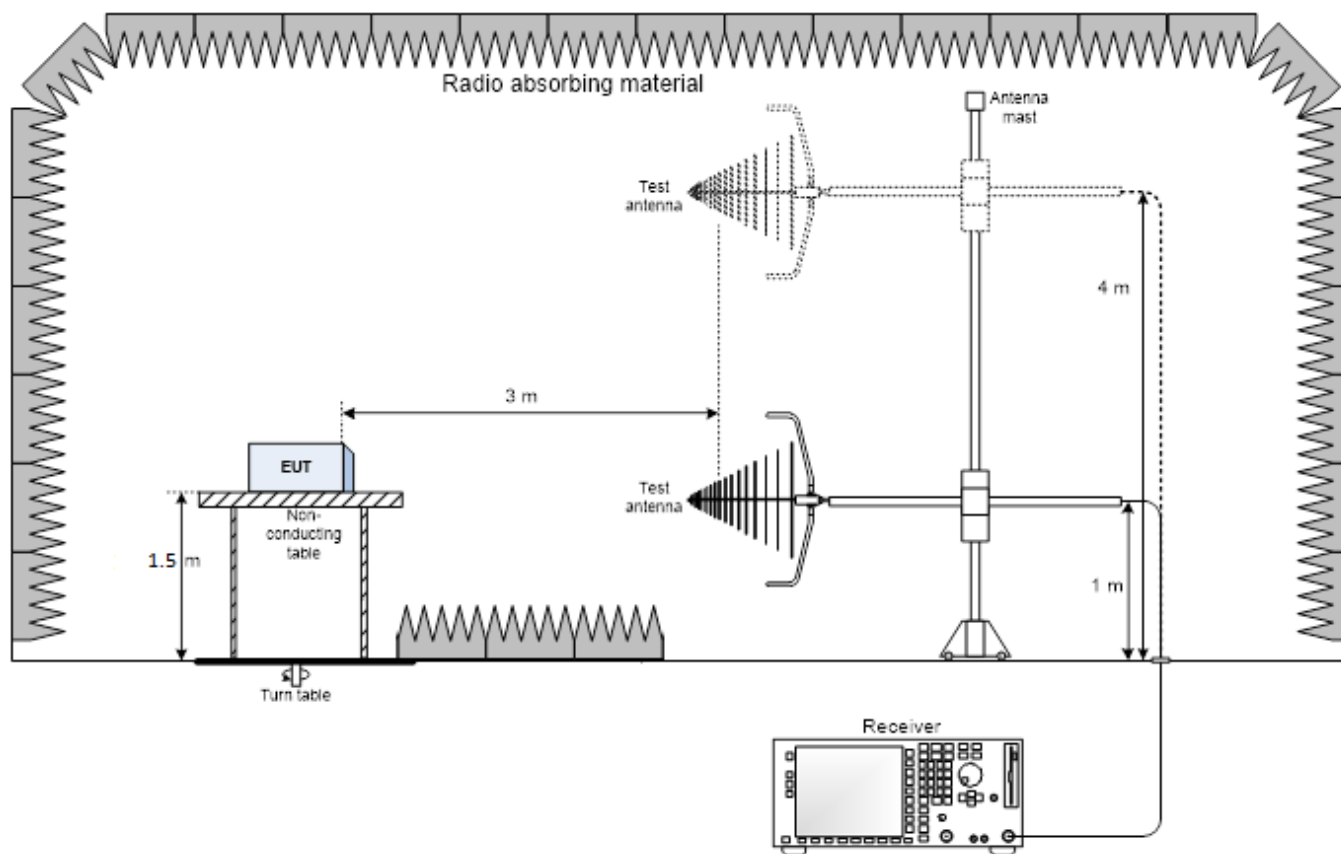 Radio absorbing material
Antenna
mast
Test
antenna
4 m
3 m
EUT
Test
antenna
Non-
conducting
table
1.5 m
1 m
Turn table
Receiver